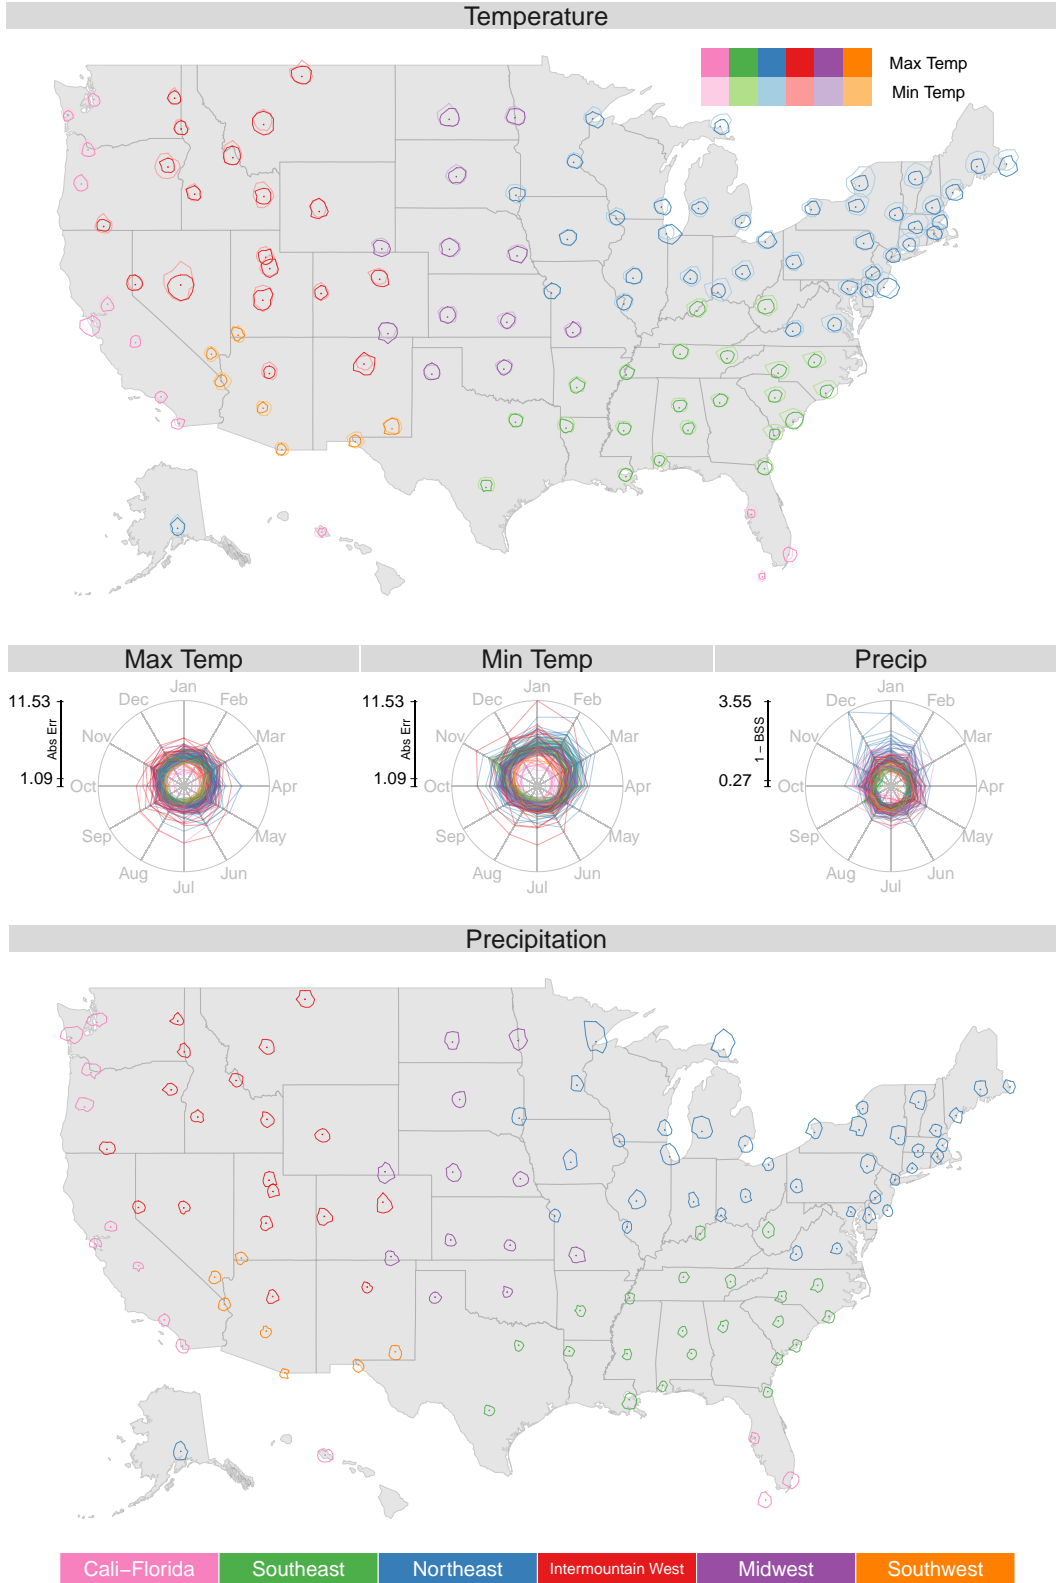 Temperature
Max Temp
Min Temp
Max Temp
Min Temp
Precip
11.53
Abs Err
1.09
Jan
Feb
Mar
Apr
May
Jun
Jul
Aug
Sep
Oct
Nov
Dec
11.53
Abs Err
1.09
Jan
Feb
Mar
Apr
May
Jun
Jul
Aug
Sep
Oct
Nov
Dec
3.55
1 − BSS
0.27
Jan
Feb
Mar
Apr
May
Jun
Jul
Aug
Sep
Oct
Nov
Dec
Precipitation
Cali−Florida
Southeast
Northeast
Intermountain West
Midwest
Southwest